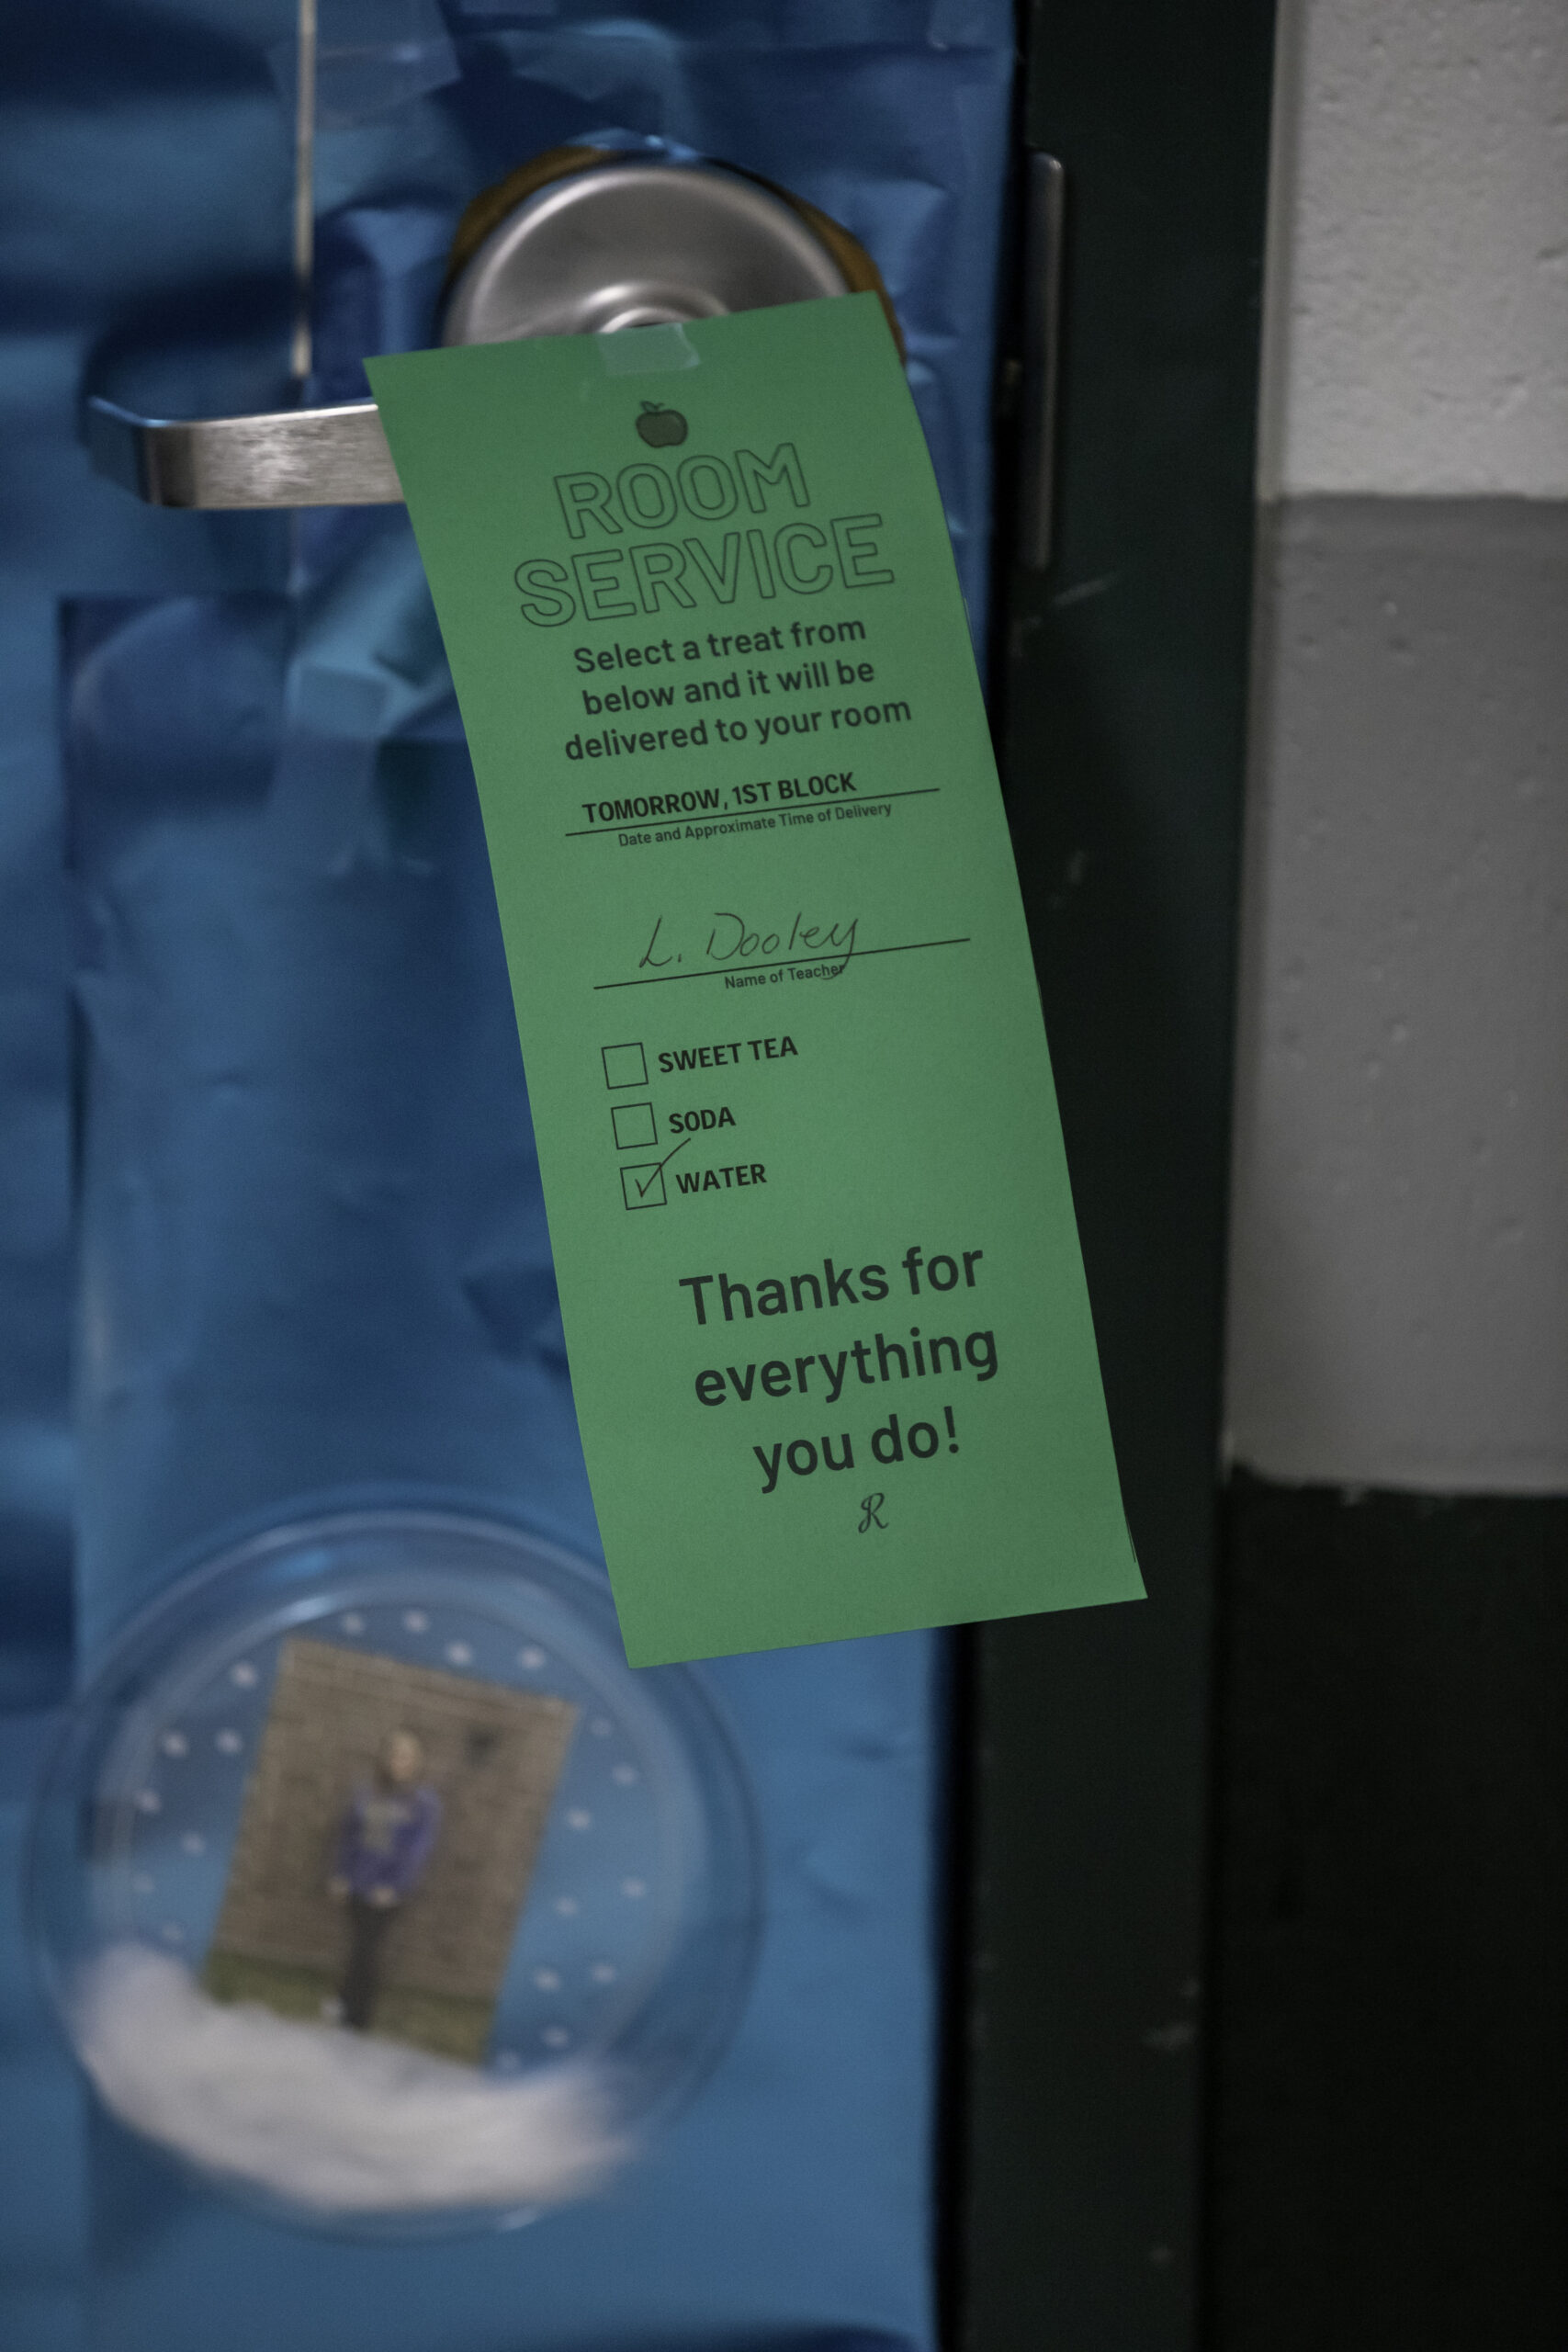 ROOM
SERVICE
Select a treat from
below and it will be
delivered to your room
TOMORROW, 1ST BLOCK
Date and Approximate Time of Delivery
L. Dooley
Name of Teacher
SWEET TEA
SODA
WATER
Thanks for
everything
you do!
R